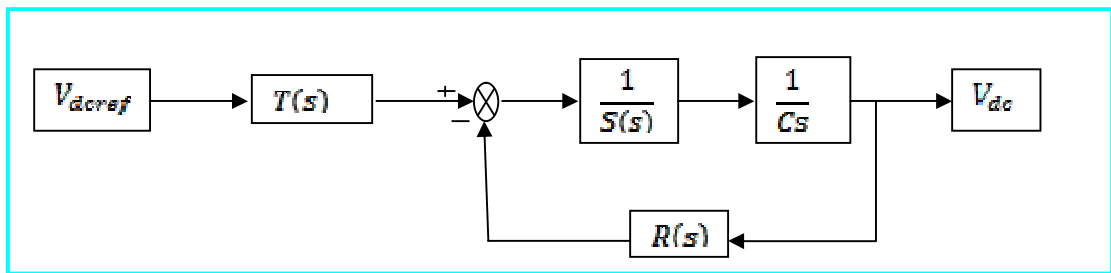 V_dcref
T(s)
+
−
1
S(s)
1
Cs
V_dc
R(s)